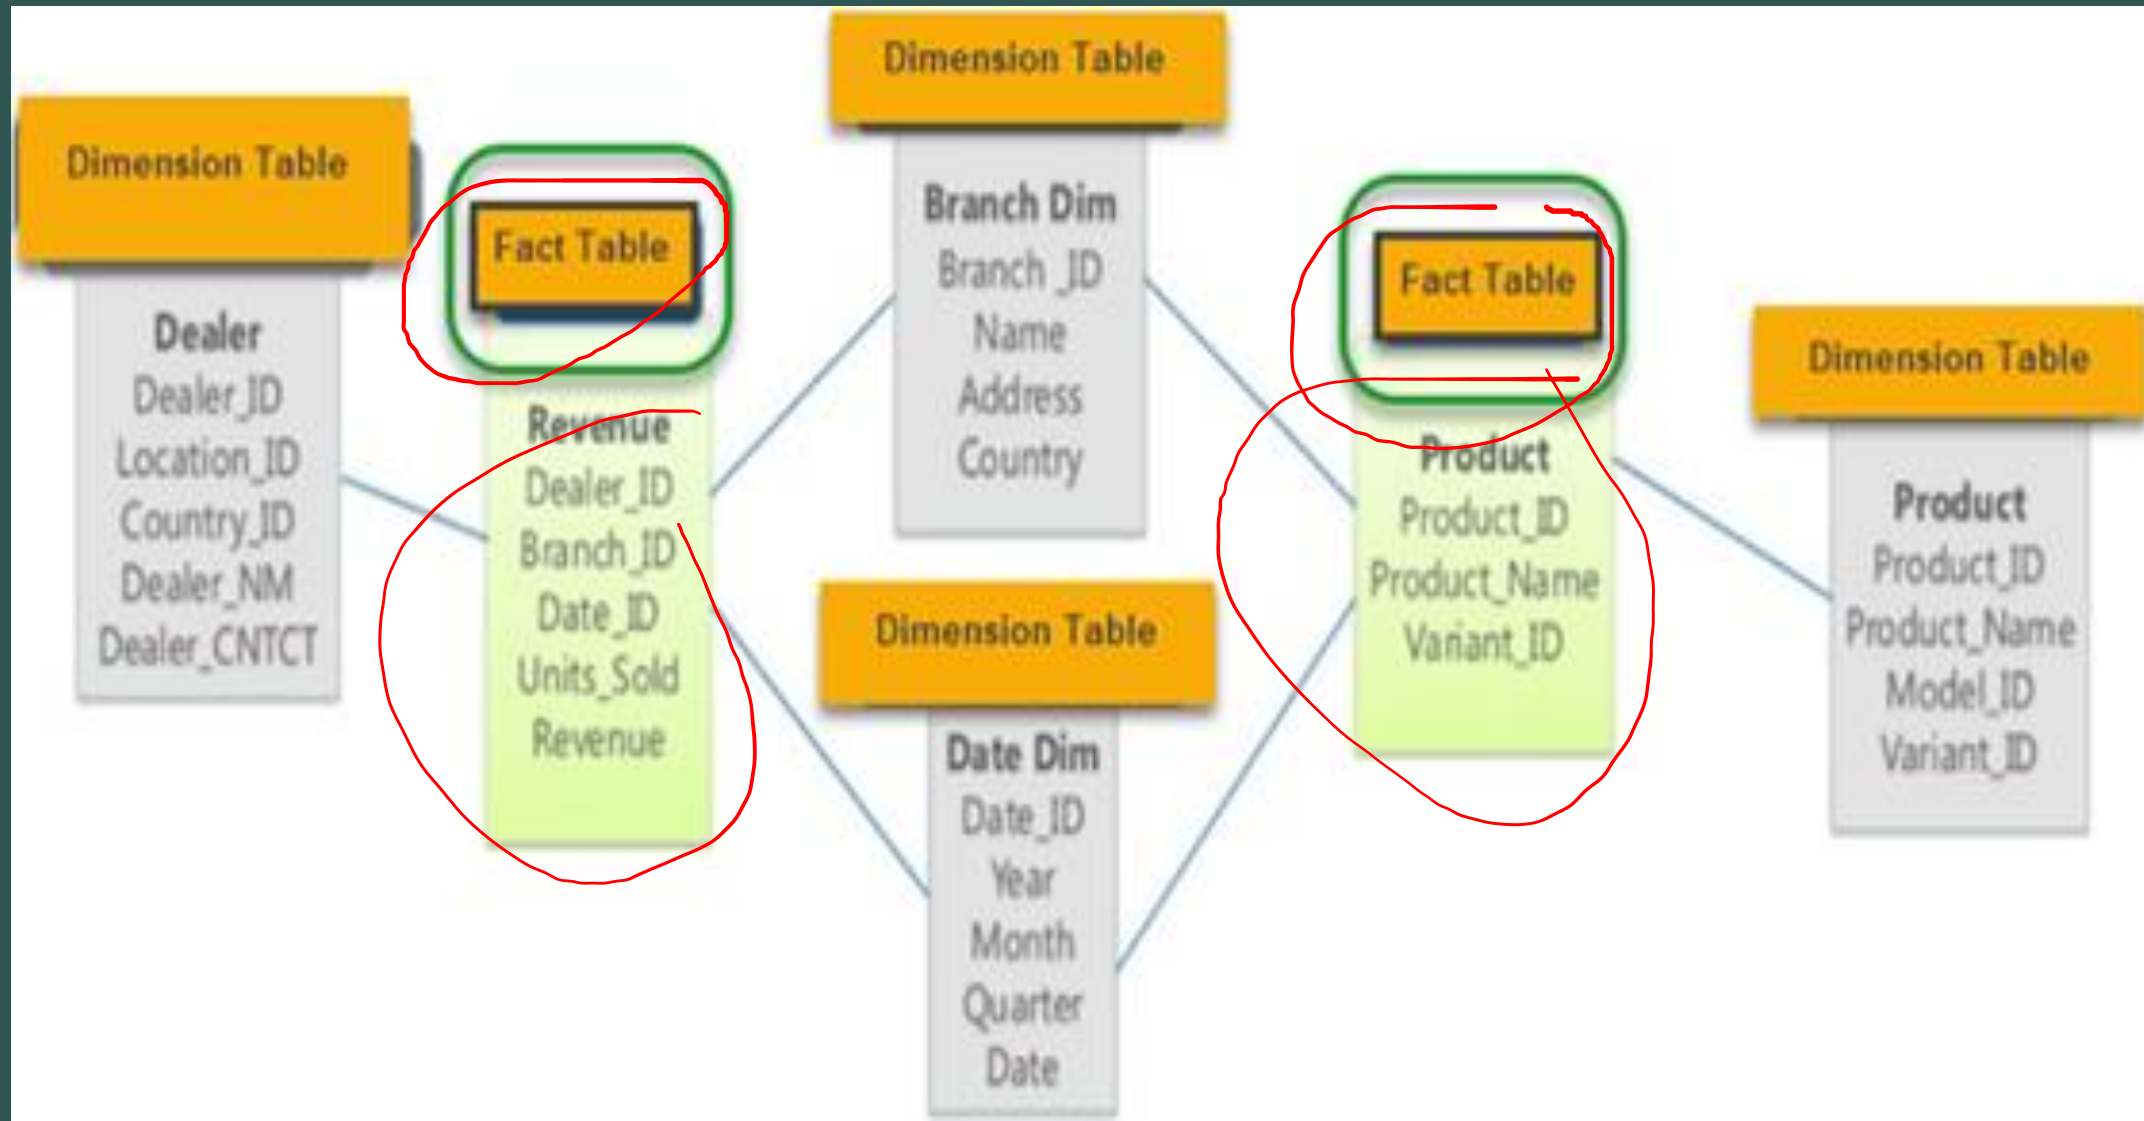 Dimension Table
Dealer
Dealer_ID
Location_ID
Country_ID
Dealer_NM
Dealer_CNTCT
Fact Table
Revenue
Dealer_ID
Branch_ID
Date_ID
Units_Sold
Revenue
Dimension Table
Branch Dim
Branch _ID
Name
Address
Country
Dimension Table
Date Dim
Date_ID
Year
Month
Quarter
Date
Fact Table
Product
Product_ID
Product_Name
Variant_ID
Dimension Table
Product
Product_ID
Product_Name
Model_ID
Variant_ID